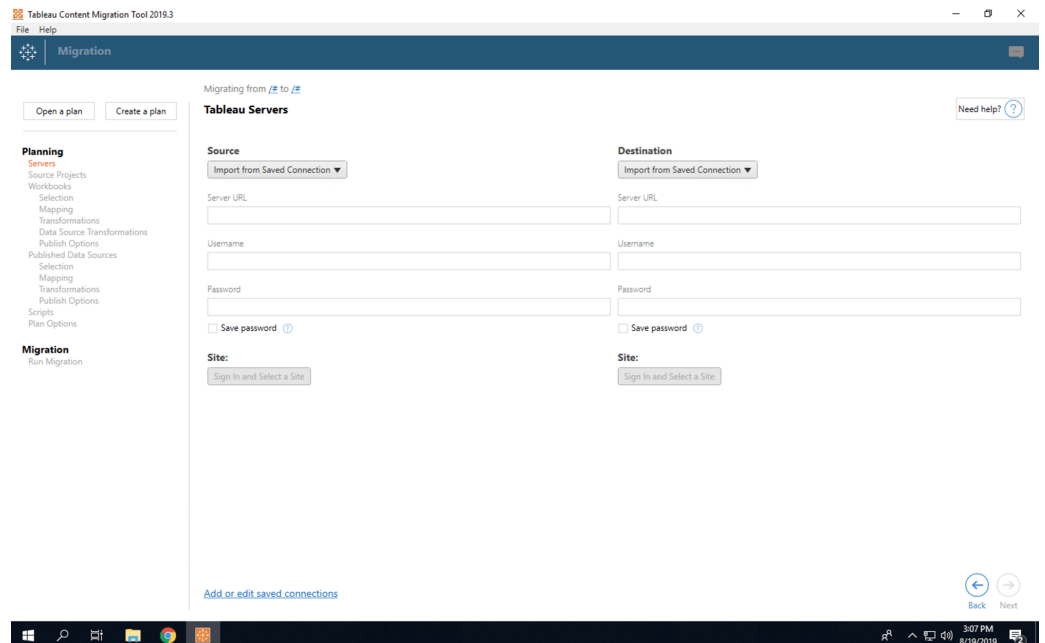 Tableau Content Migration Tool 2019.3
File Help
Migration
Migrating from /# to /#
Open a plan Create a plan
Tableau Servers
Need help? ?
Planning
Servers
Source Projects
Workbooks
Selection
Mapping
Transformations
Data Source Transformations
Publish Options
Published Data Sources
Selection
Mapping
Transformations
Publish Options
Scripts
Plan Options
Migration
Run Migration
Source
Import from Saved Connection ▼
Server URL
Username
Password
Save password ?
Site:
Sign In and Select a Site
Destination
Import from Saved Connection ▼
Server URL
Username
Password
Save password ?
Site:
Sign In and Select a Site
Add or edit saved connections
Back Next
3:07 PM
8/19/2019
2